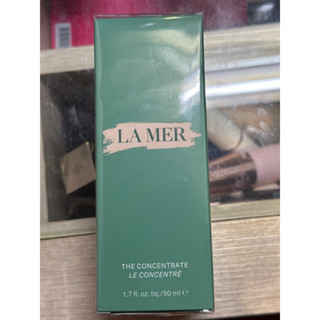 LA MER
THE CONCENTRATE
LE CONCENTRÉ
1.7 fl. oz. liq./50 ml ℮